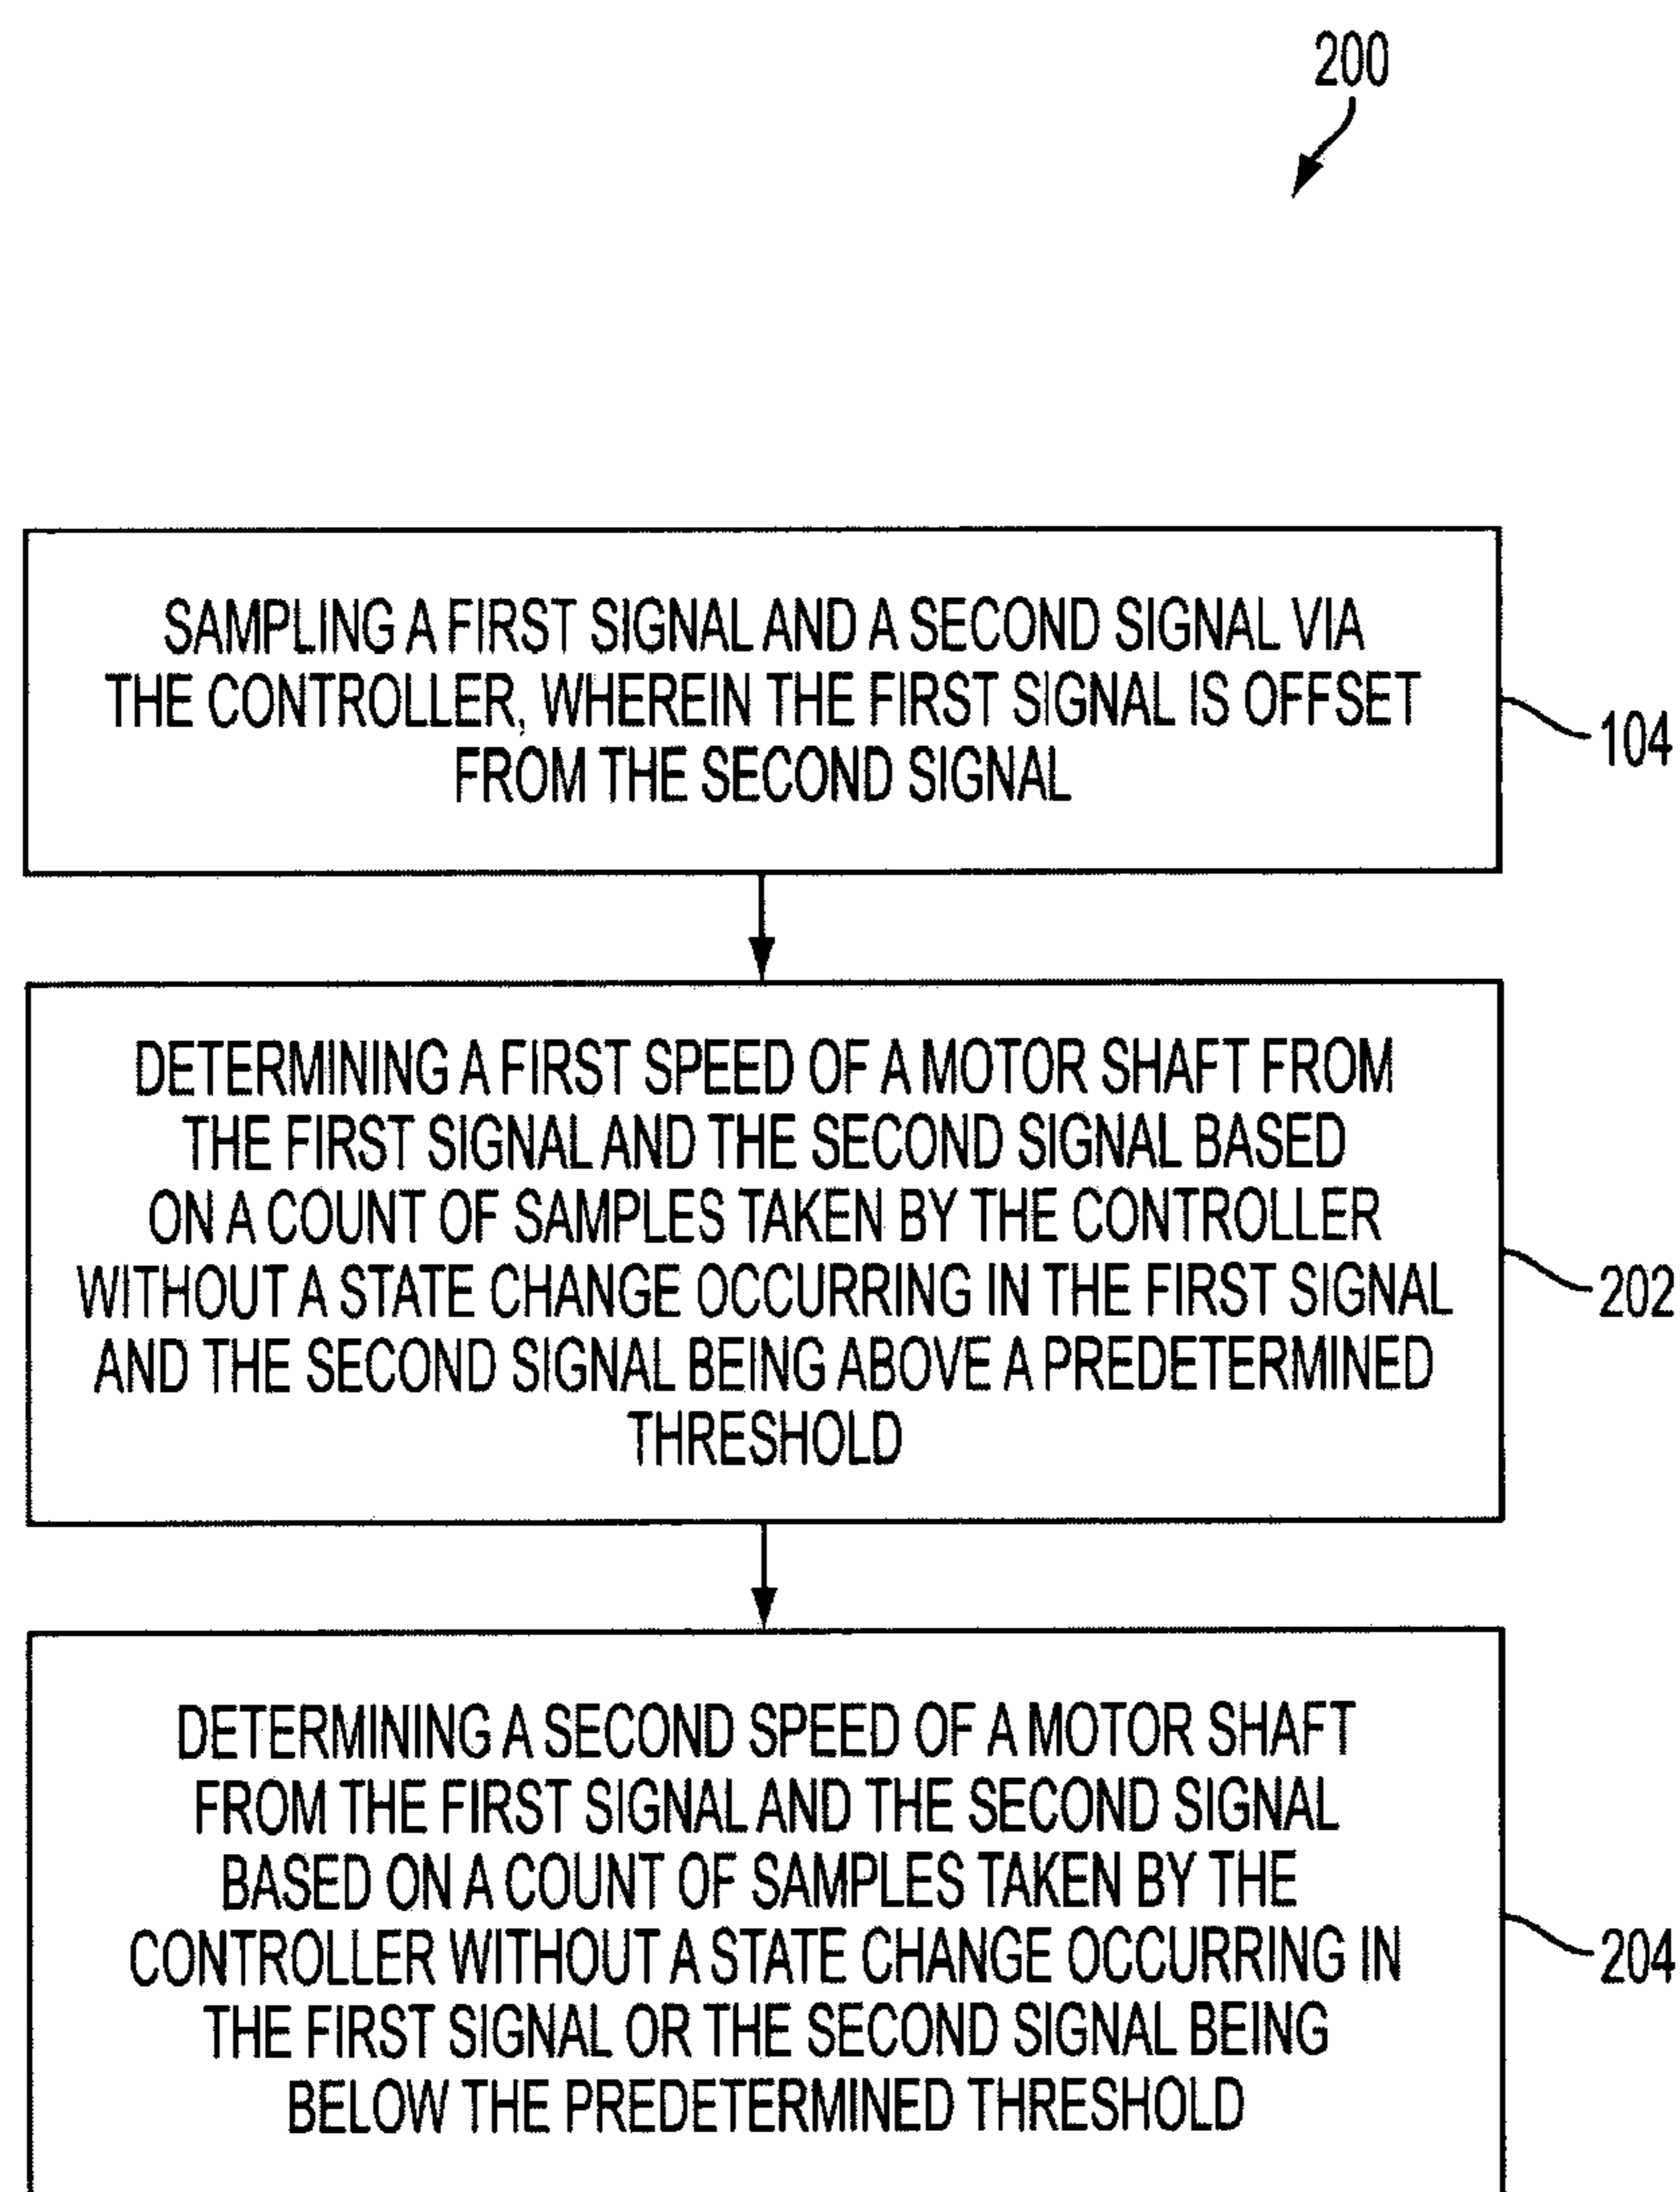 200
SAMPLING A FIRST SIGNAL AND A SECOND SIGNAL VIA
THE CONTROLLER, WHEREIN THE FIRST SIGNAL IS OFFSET
FROM THE SECOND SIGNAL
104
DETERMINING A FIRST SPEED OF A MOTOR SHAFT FROM
THE FIRST SIGNAL AND THE SECOND SIGNAL BASED
ON A COUNT OF SAMPLES TAKEN BY THE CONTROLLER
WITHOUT A STATE CHANGE OCCURRING IN THE FIRST SIGNAL
AND THE SECOND SIGNAL BEING ABOVE A PREDETERMINED
THRESHOLD
202
DETERMINING A SECOND SPEED OF A MOTOR SHAFT
FROM THE FIRST SIGNAL AND THE SECOND SIGNAL
BASED ON A COUNT OF SAMPLES TAKEN BY THE
CONTROLLER WITHOUT A STATE CHANGE OCCURRING IN
THE FIRST SIGNAL OR THE SECOND SIGNAL BEING
BELOW THE PREDETERMINED THRESHOLD
204